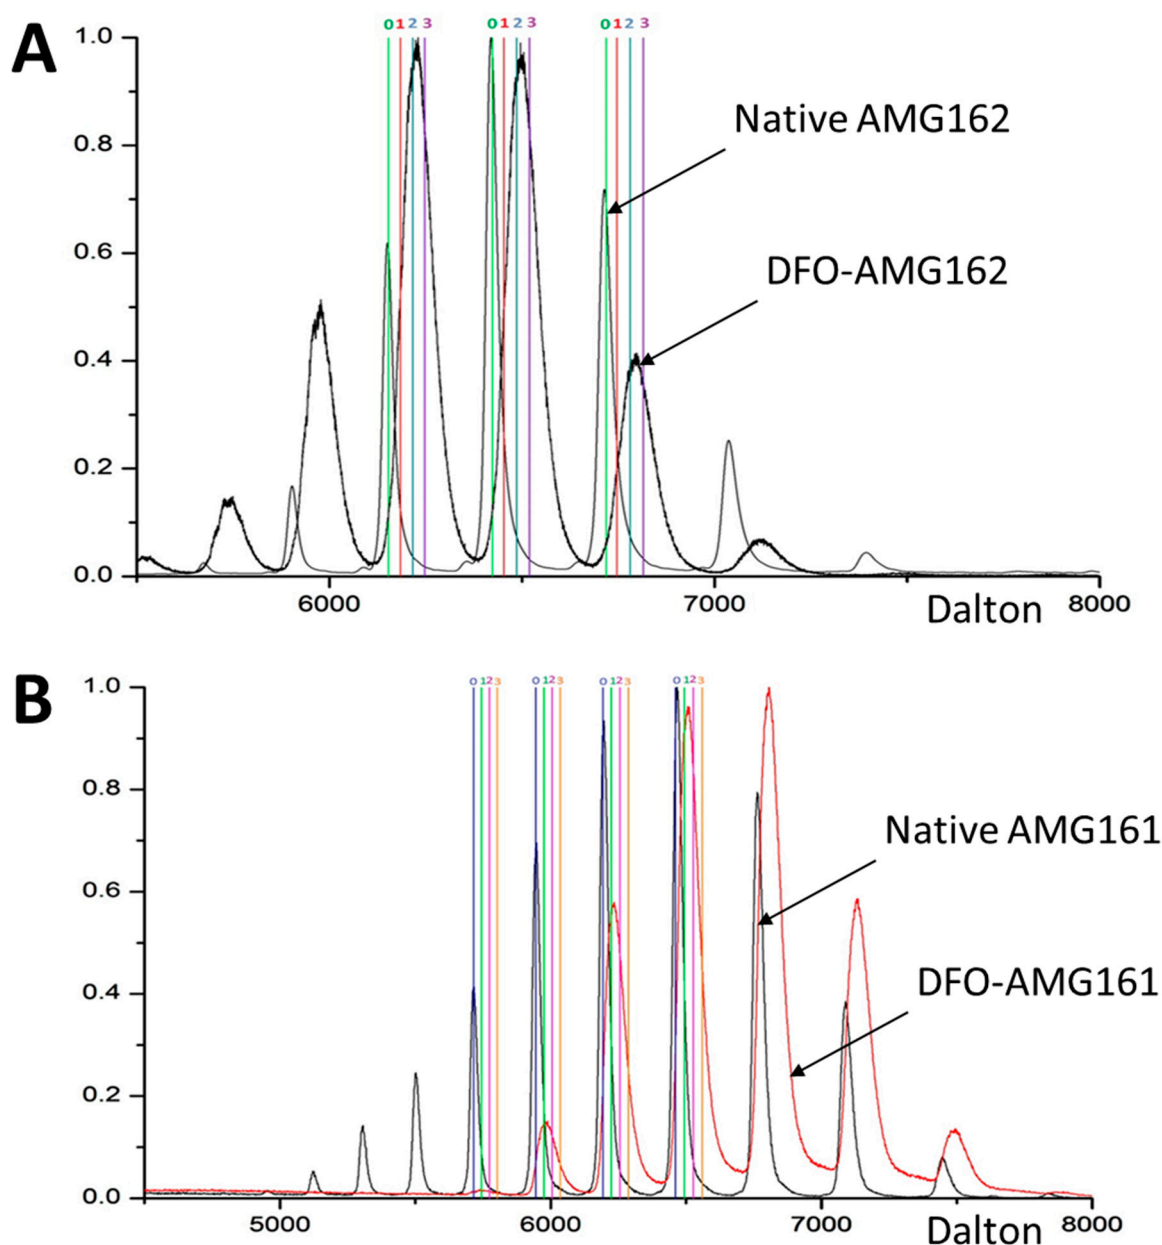 A
0 1 2 3 0 1 2 3 0 1 2 3
1.0
Native AMG162
0.8
DFO-AMG162
0.6
0.4
0.2
0.0
6000 7000 8000
Dalton
B
0 1 2 3 0 1 2 3 0 1 2 3 0 1 2 3
1.0
0.8
Native AMG161
0.6
DFO-AMG161
0.4
0.2
0.0
5000 6000 7000 8000
Dalton